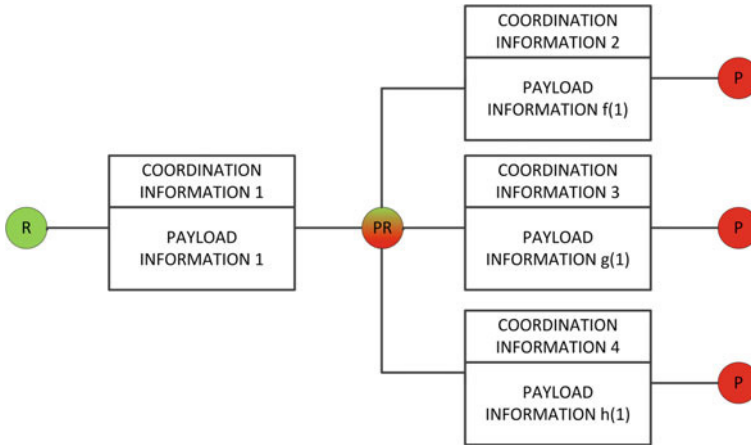 R
COORDINATION
INFORMATION 1
PAYLOAD
INFORMATION 1
PR
COORDINATION
INFORMATION 2
PAYLOAD
INFORMATION f(1)
P
COORDINATION
INFORMATION 3
PAYLOAD
INFORMATION g(1)
P
COORDINATION
INFORMATION 4
PAYLOAD
INFORMATION h(1)
P